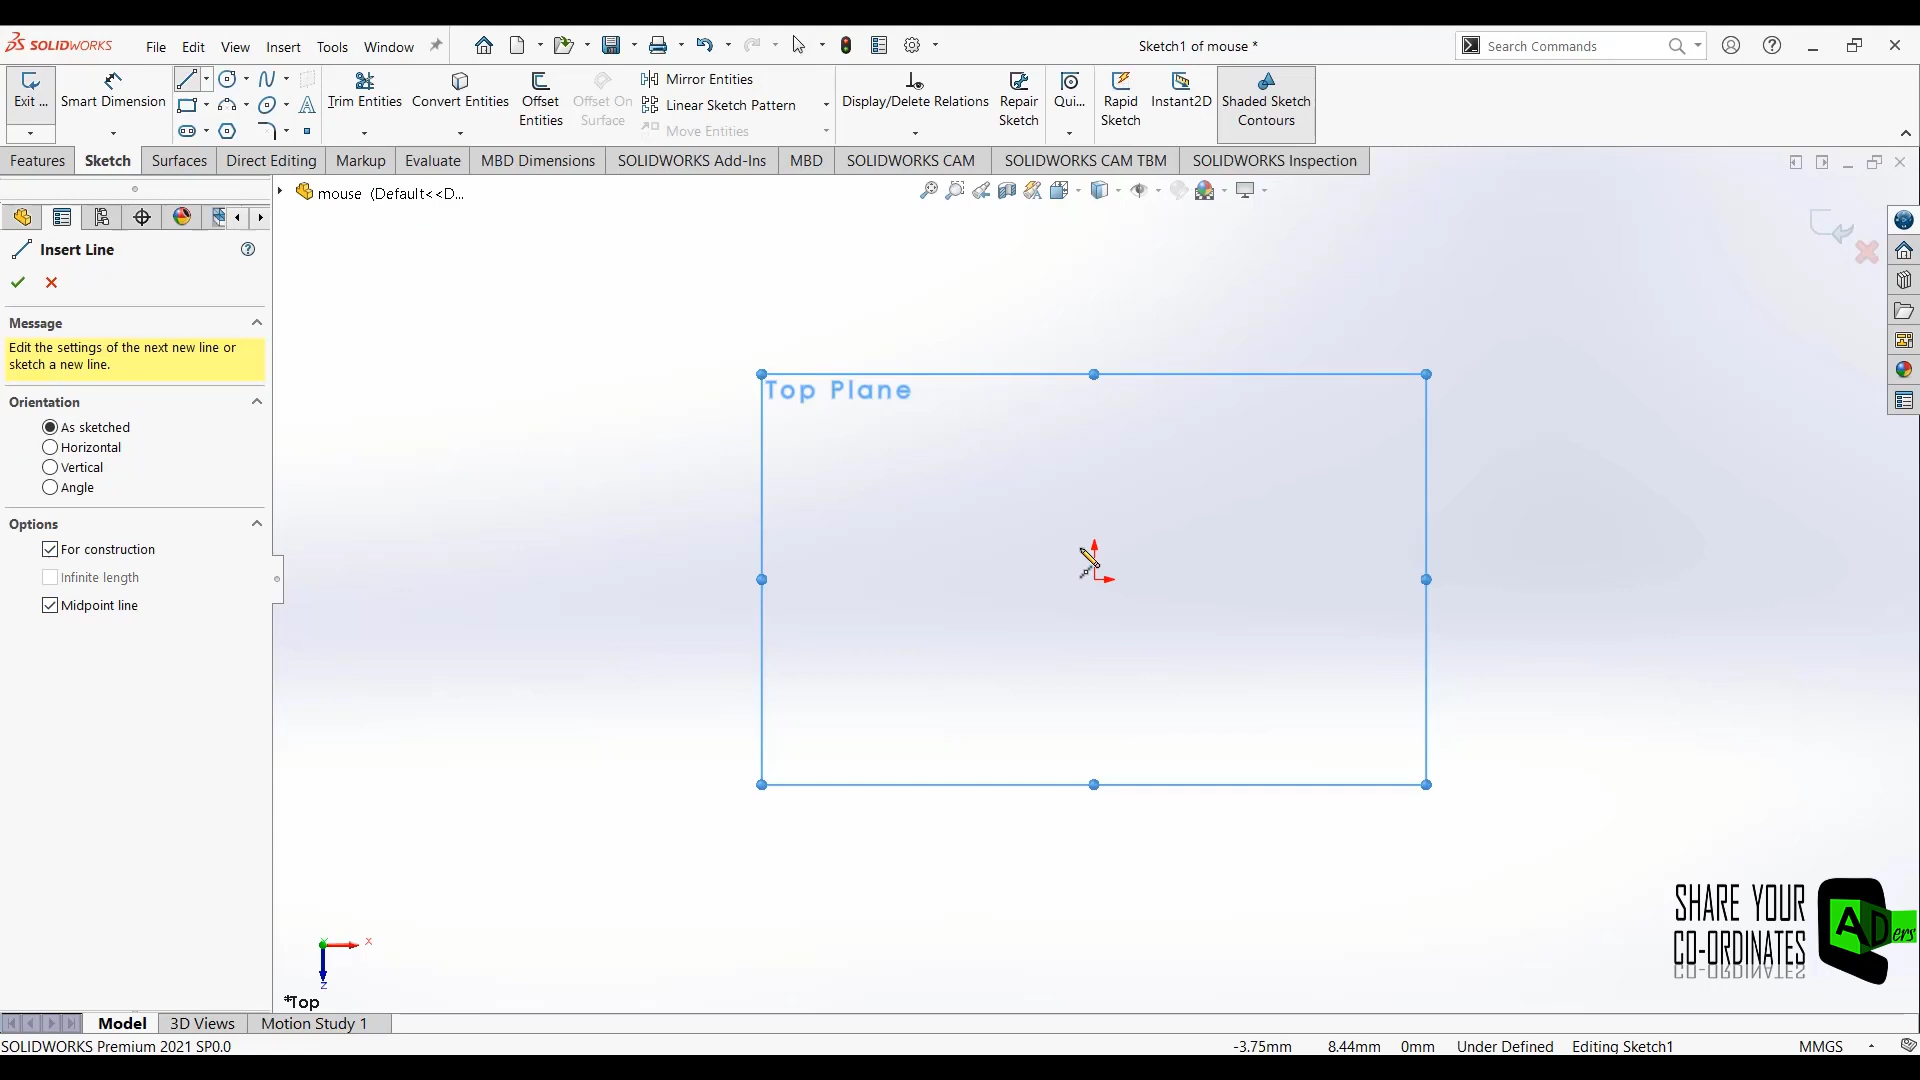 SOLIDWORKS
File Edit View Insert Tools Window
Sketch1 of mouse *
Search Commands
Exit ...
Smart Dimension
Trim Entities
Convert Entities
Offset Entities
Offset On Surface
Mirror Entities
Linear Sketch Pattern
Move Entities
Display/Delete Relations
Repair Sketch
Qui...
Rapid Sketch
Instant2D
Shaded Sketch Contours
Features Sketch Surfaces Direct Editing Markup Evaluate MBD Dimensions SOLIDWORKS Add-Ins MBD SOLIDWORKS CAM SOLIDWORKS CAM TBM SOLIDWORKS Inspection
mouse (Default<<D...
Insert Line
Message
Edit the settings of the next new line or
sketch a new line.
Orientation
As sketched
Horizontal
Vertical
Angle
Options
For construction
Infinite length
Midpoint line
Top Plane
SHARE YOUR
CO-ORDINATES
ADers
X
Z
*Top
Model 3D Views Motion Study 1
SOLIDWORKS Premium 2021 SP0.0
-3.75mm 8.44mm 0mm Under Defined Editing Sketch1 MMGS